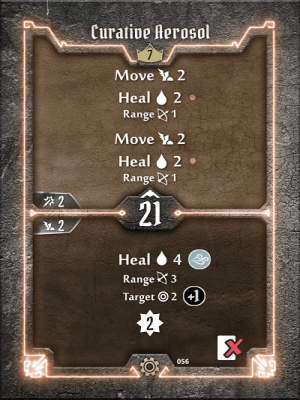 Curative Aerosol
7
Move 2
Heal 2
Range 1
Move 2
Heal 2
Range 1
2
21
2
Heal 4
Range 3
Target 2 +1
2
056